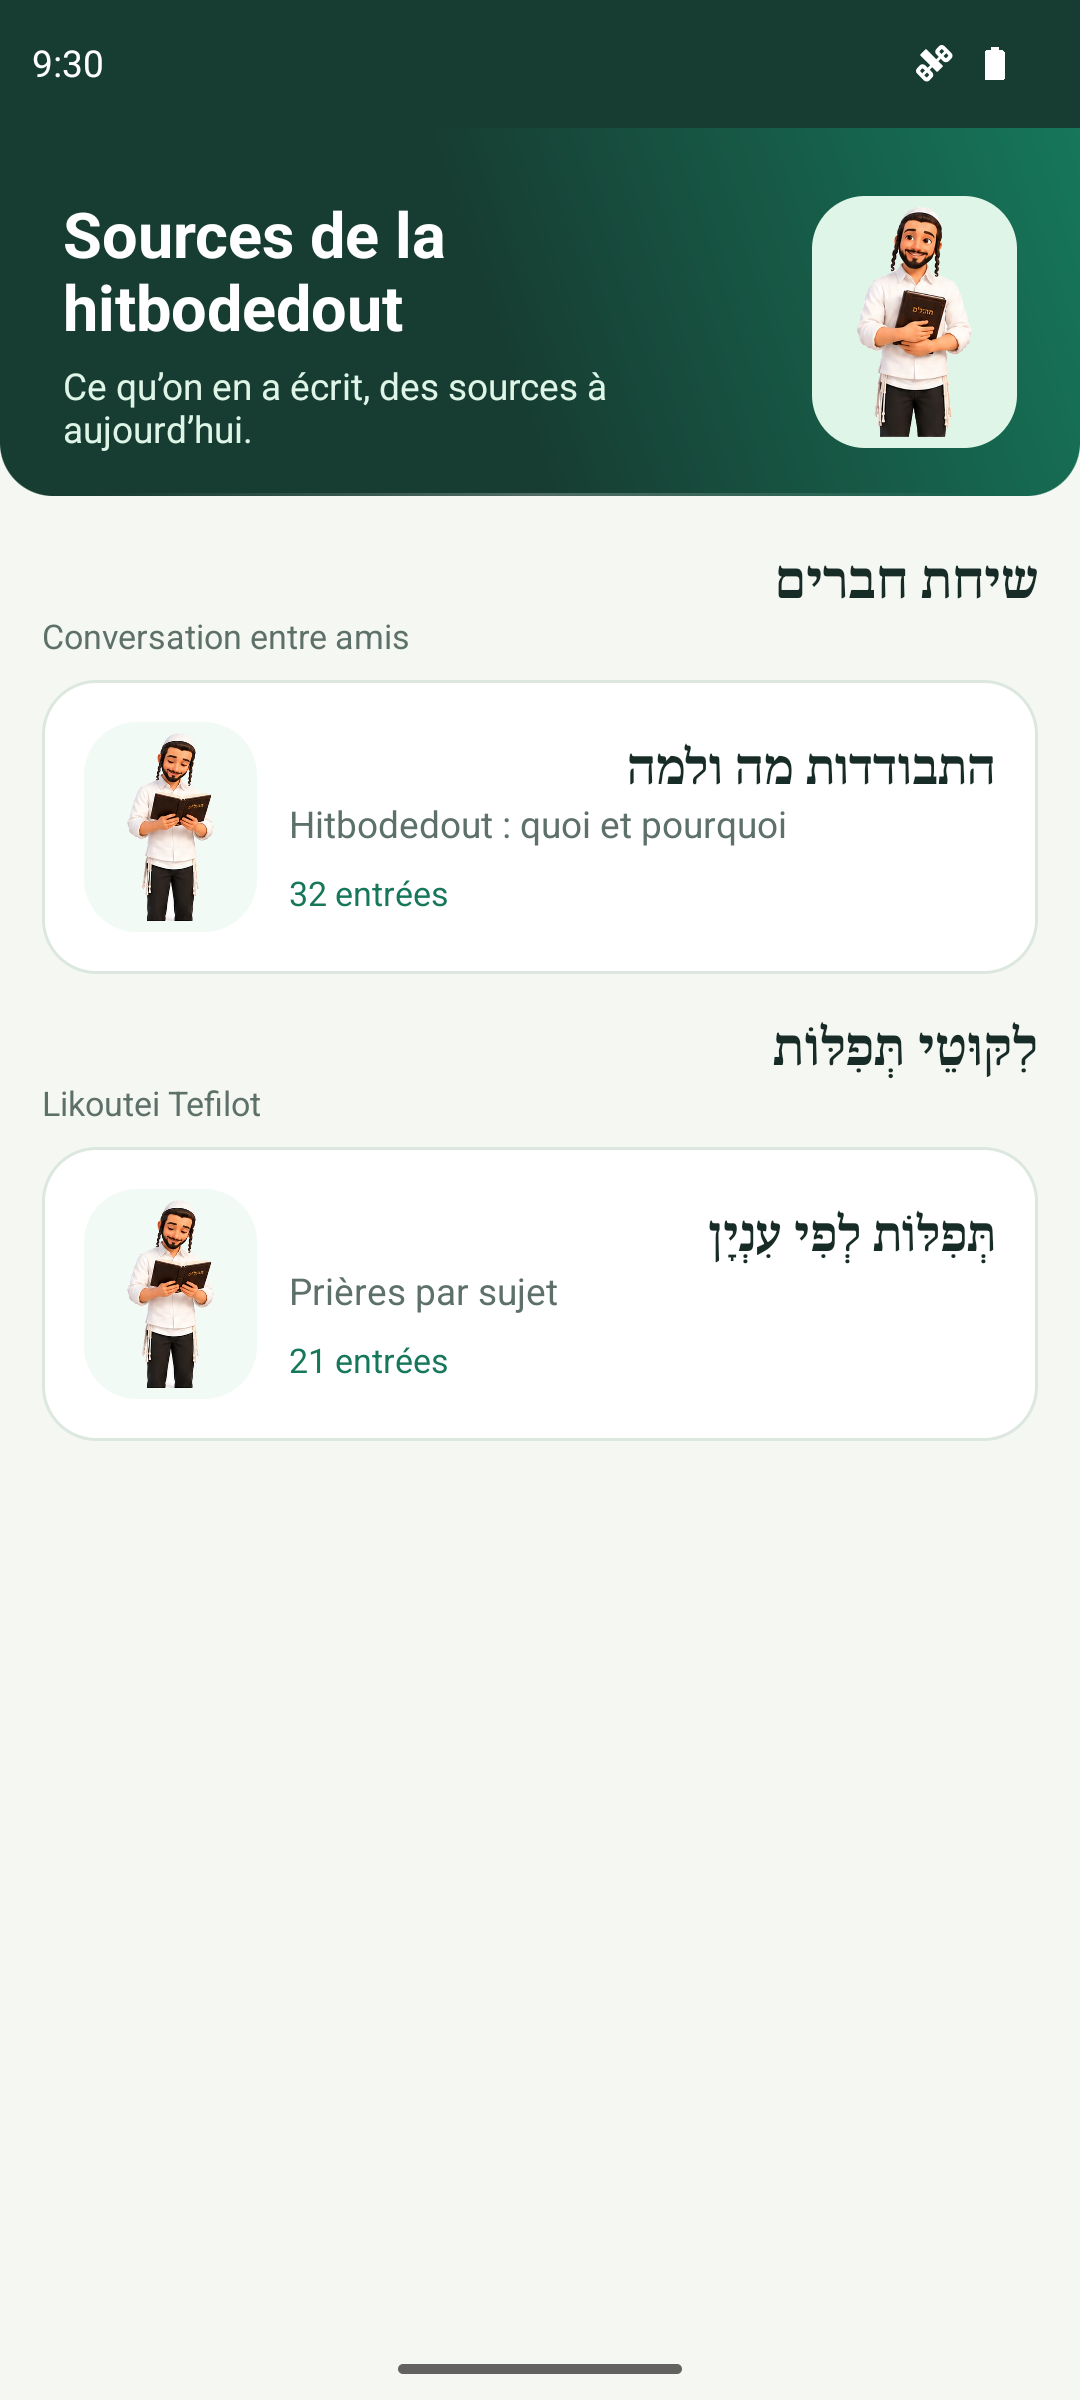 9:30
Sources de la
hitbodedout
Ce qu’on en a écrit, des sources à
aujourd’hui.
שיחת חברים
Conversation entre amis
התבודדות מה ולמה
Hitbodedout : quoi et pourquoi
32 entrées
לִקּוּטֵי תְּפִלּוֹת
Likoutei Tefilot
תְּפִלּוֹת לְפִי עִנְיָן
Prières par sujet
21 entrées